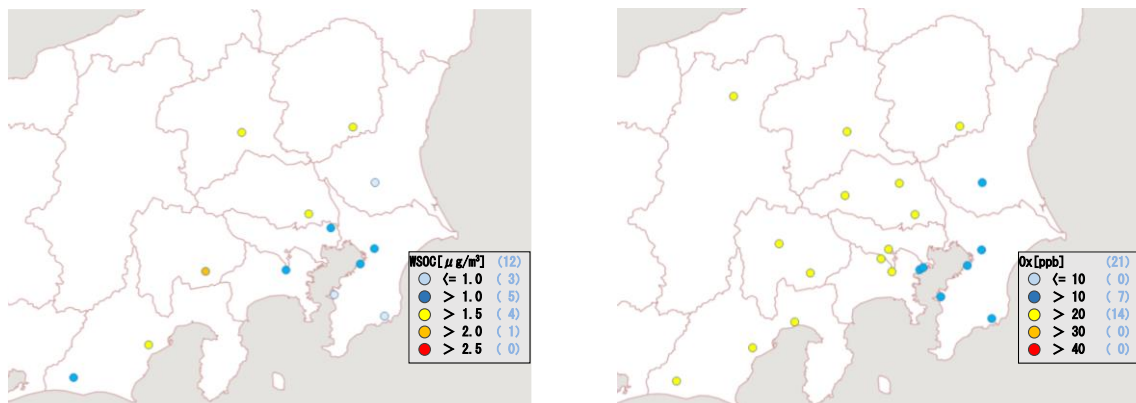 WSOC[μg/m³] (12)
<= 1.0 ( 3)
> 1.0 ( 5)
> 1.5 ( 4)
> 2.0 ( 1)
> 2.5 ( 0)
Ox[ppb] (21)
<= 10 ( 0)
> 10 ( 7)
> 20 (14)
> 30 ( 0)
> 40 ( 0)